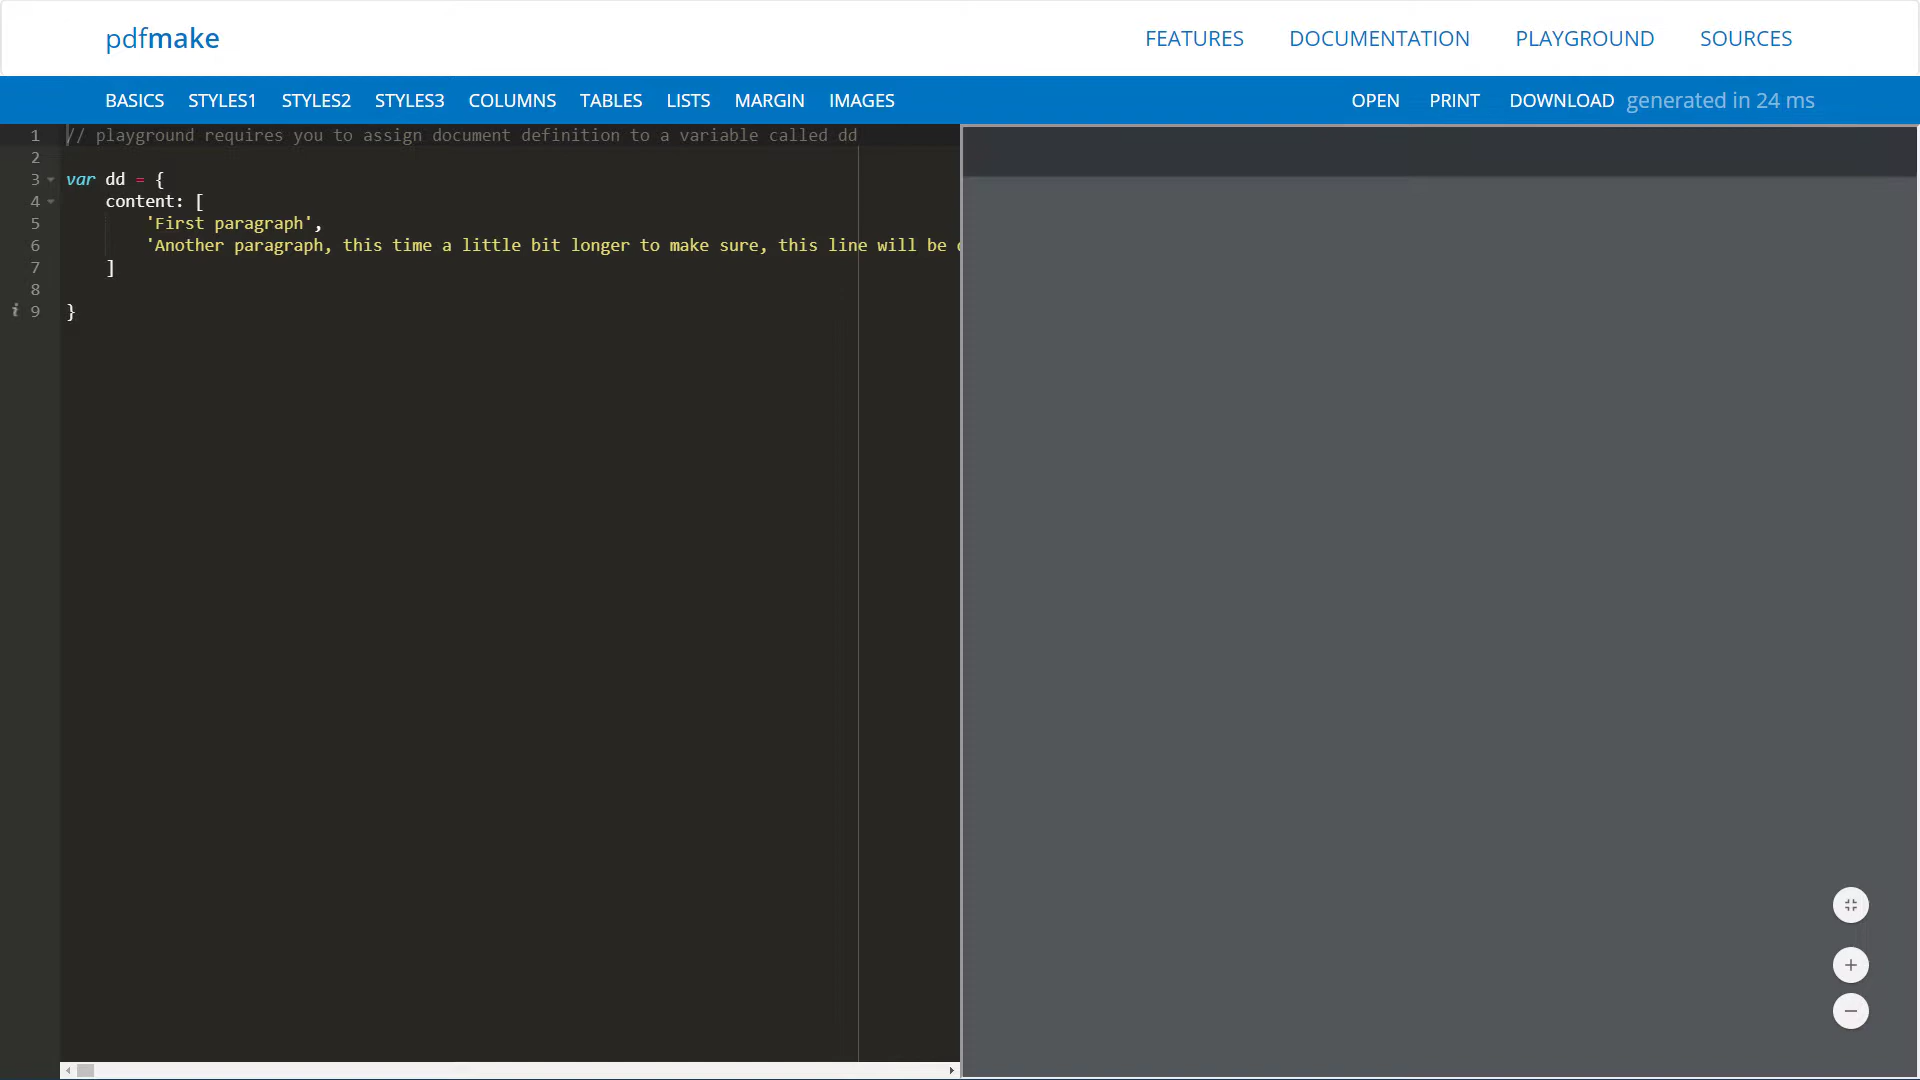 pdfmake
FEATURES DOCUMENTATION PLAYGROUND SOURCES
BASICS STYLES1 STYLES2 STYLES3 COLUMNS TABLES LISTS MARGIN IMAGES OPEN PRINT DOWNLOAD generated in 24 ms
1 // playground requires you to assign document definition to a variable called dd
2
3 var dd = {
4 content: [
5 'First paragraph',
6 'Another paragraph, this time a little bit longer to make sure, this line will be
7 ]
8
i 9 }